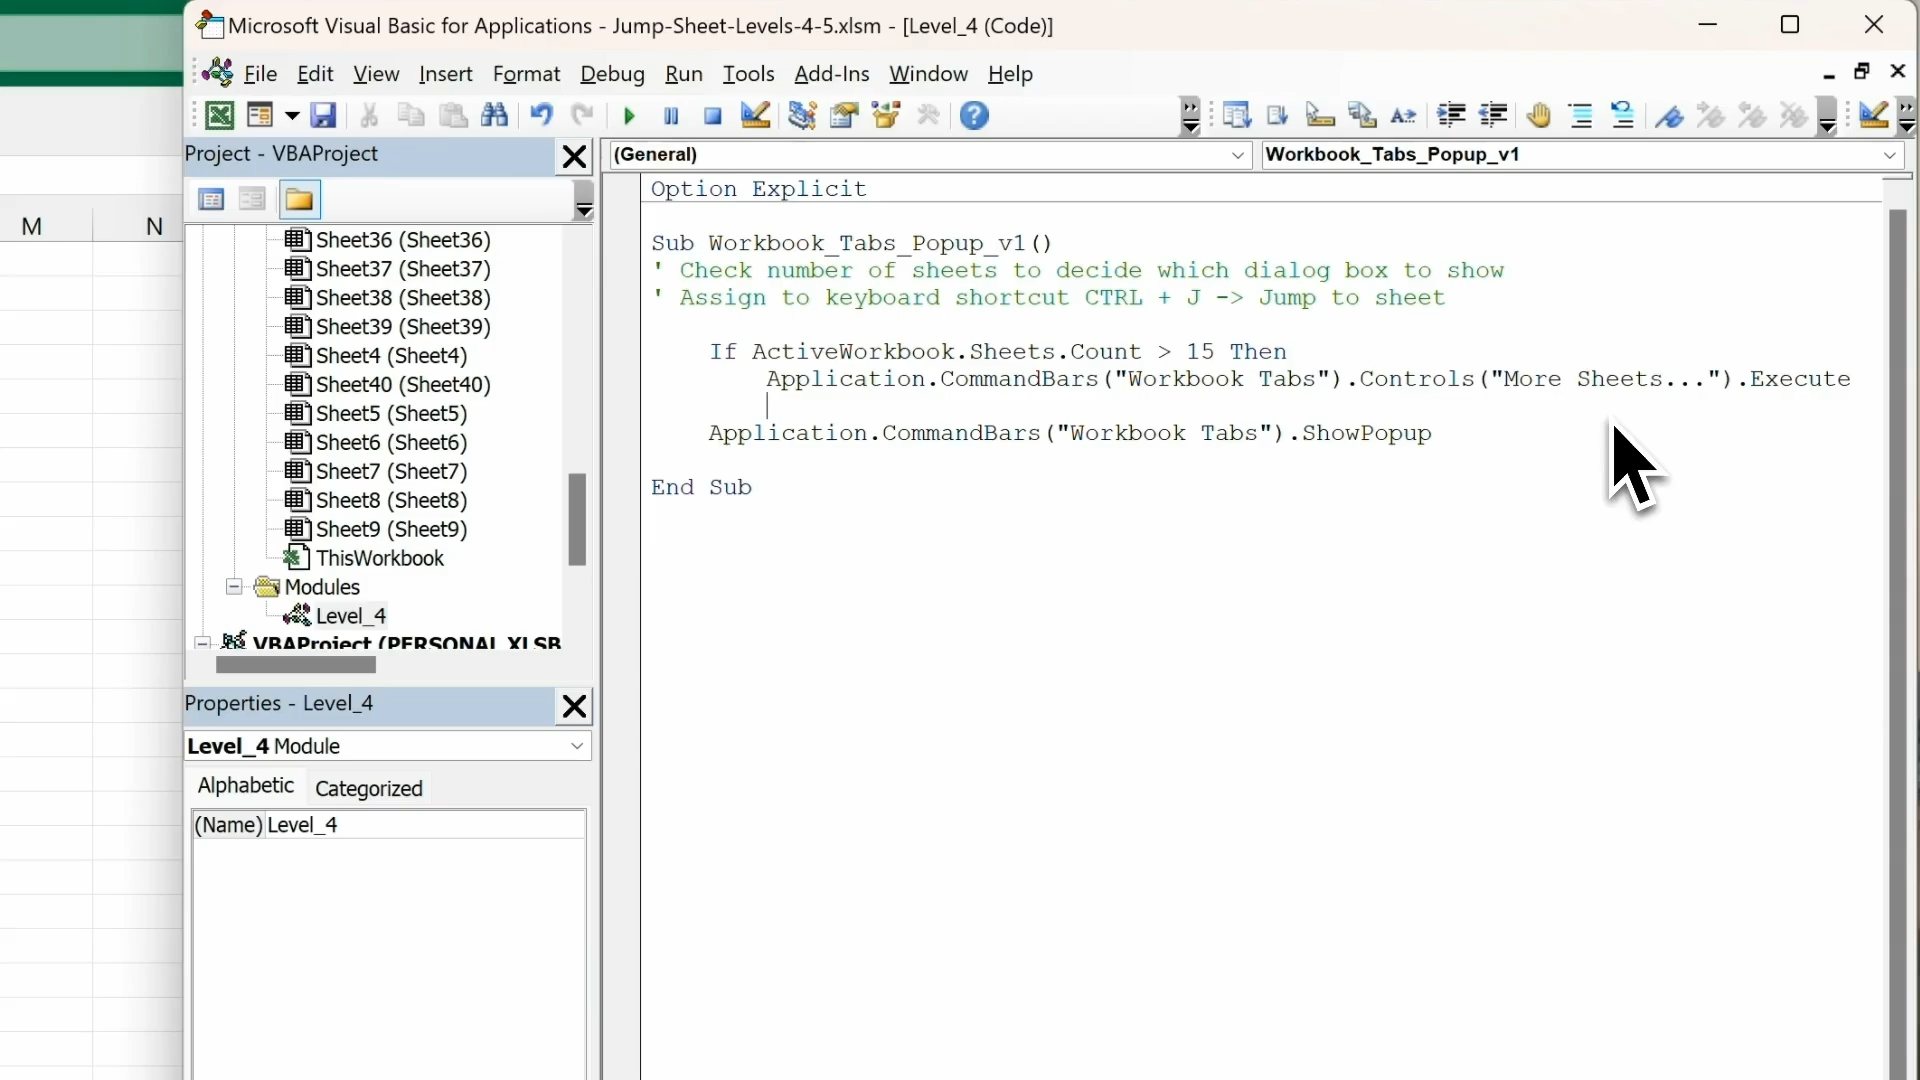 Microsoft Visual Basic for Applications - Jump-Sheet-Levels-4-5.xlsm - [Level_4 (Code)]
File Edit View Insert Format Debug Run Tools Add-Ins Window Help
Project - VBAProject
(General)
Workbook_Tabs_Popup_v1
M N
Sheet36 (Sheet36)
Sheet37 (Sheet37)
Sheet38 (Sheet38)
Sheet39 (Sheet39)
Sheet4 (Sheet4)
Sheet40 (Sheet40)
Sheet5 (Sheet5)
Sheet6 (Sheet6)
Sheet7 (Sheet7)
Sheet8 (Sheet8)
Sheet9 (Sheet9)
ThisWorkbook
Modules
Level_4
VBAProject (PERSONAL.XLSB
Properties - Level_4
Level_4 Module
Alphabetic Categorized
(Name) Level_4
Option Explicit
Sub Workbook_Tabs_Popup_v1()
' Check number of sheets to decide which dialog box to show
' Assign to keyboard shortcut CTRL + J -> Jump to sheet
If ActiveWorkbook.Sheets.Count > 15 Then
Application.CommandBars("Workbook Tabs").Controls("More Sheets...").Execute
Application.CommandBars("Workbook Tabs").ShowPopup
End Sub